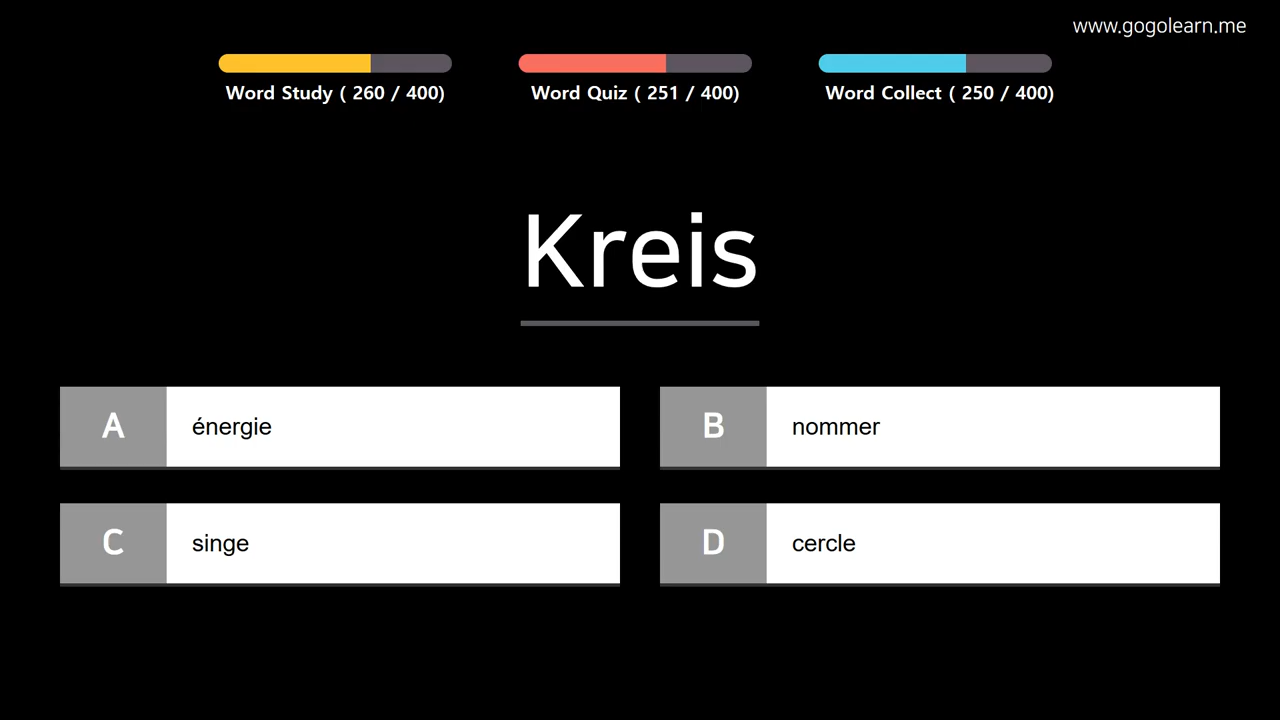 www.gogolearn.me
Word Study ( 260 / 400)
Word Quiz ( 251 / 400)
Word Collect ( 250 / 400)
Kreis
A énergie
B nommer
C singe
D cercle